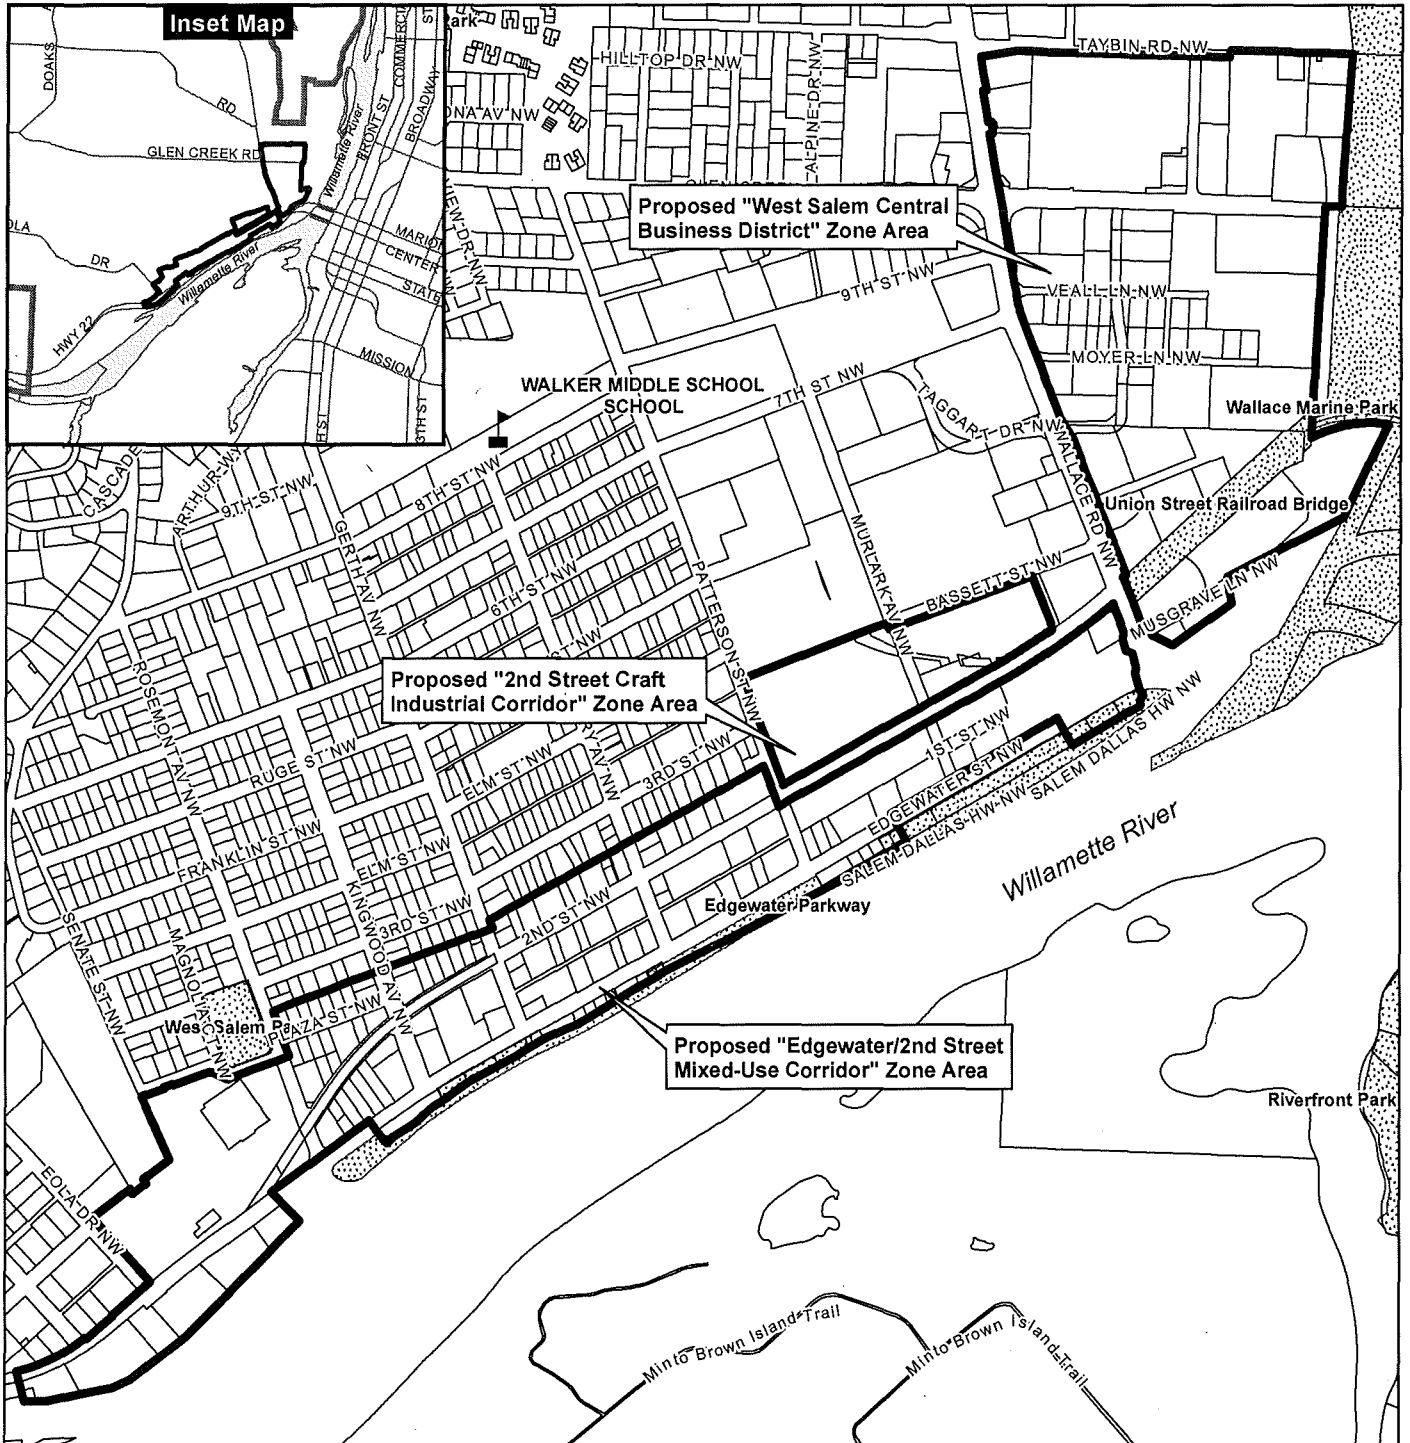 Inset Map
DOAKS
RD
GLEN CREEK RD
DR
HWY 22
Willamette River
Willamette River
FRONT ST
BROADWAY
CENTER
STATE
MISSION
13TH ST
TAYBIN RD NW
HILLTOP DR NW
ALPINE DR NW
Proposed "West Salem Central
Business District" Zone Area
9TH ST NW
VEALL LN NW
MOYER LN NW
WALKER MIDDLE SCHOOL
SCHOOL
7TH ST NW
TAGGART DR NW
Wallace Marine Park
WALLACE RD NW
Union Street Railroad Bridge
CASCADE
9TH ST NW
8TH ST NW
GERTH AV NW
6TH ST NW
PATTERSON ST NW
MURLARK AV NW
BASSETT ST NW
MUSGRAVE LN NW
Proposed "2nd Street Craft
Industrial Corridor" Zone Area
ROSEMONT AV NW
RUGE ST NW
ELM ST NW
3RD ST NW
1ST ST NW
EDGEWATER ST NW
SALEM DALLAS HW NW
SALEM DALLAS HW NW
FRANKLIN ST NW
ELM ST NW
KINGWOOD AV NW
3RD ST NW
2ND ST NW
Edgewater Parkway
Willamette River
SENATE ST NW
PLAZA ST NW
Proposed "Edgewater/2nd Street
Mixed-Use Corridor" Zone Area
Riverfront Park
EOLA DR NW
Minto Brown Island Trail
Minto Brown Island Trail